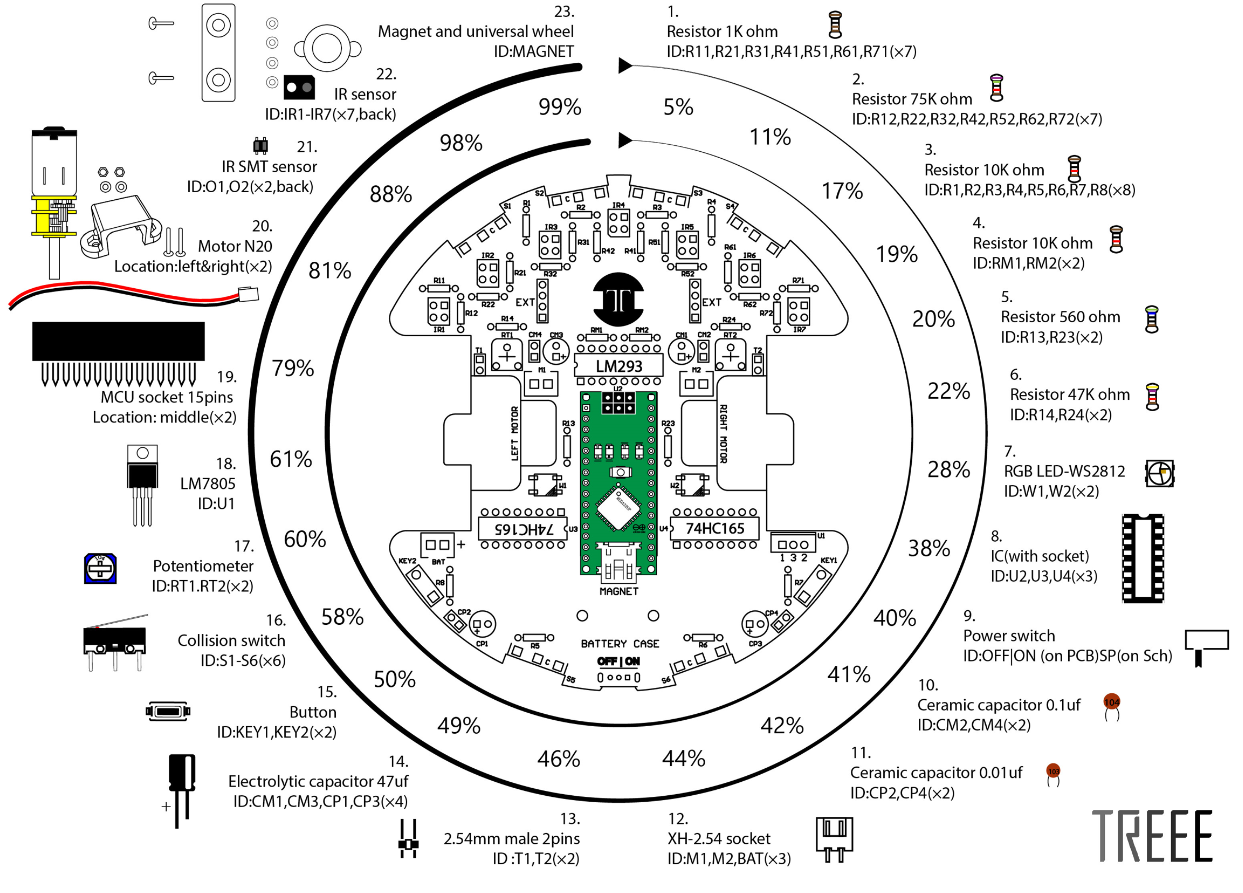 1.
Resistor 1K ohm
ID:R11,R21,R31,R41,R51,R61,R71(×7)
2.
Resistor 75K ohm
ID:R12,R22,R32,R42,R52,R62,R72(×7)
3.
Resistor 10K ohm
ID:R1,R2,R3,R4,R5,R6,R7,R8(×8)
4.
Resistor 10K ohm
ID:RM1,RM2(×2)
5.
Resistor 560 ohm
ID:R13,R23(×2)
6.
Resistor 47K ohm
ID:R14,R24(×2)
7.
RGB LED-WS2812
ID:W1,W2(×2)
8.
IC(with socket)
ID:U2,U3,U4(×3)
9.
Power switch
ID:OFF|ON (on PCB)SP(on Sch)
10.
Ceramic capacitor 0.1uf
ID:CM2,CM4(×2)
104
11.
Ceramic capacitor 0.01uf
ID:CP2,CP4(×2)
103
12.
XH-2.54 socket
ID:M1,M2,BAT(×3)
13.
2.54mm male 2pins
ID :T1,T2(×2)
14.
Electrolytic capacitor 47uf
ID:CM1,CM3,CP1,CP3(×4)
+
15.
Button
ID:KEY1,KEY2(×2)
16.
Collision switch
ID:S1-S6(×6)
17.
Potentiometer
ID:RT1.RT2(×2)
18.
LM7805
ID:U1
19.
MCU socket 15pins
Location: middle(×2)
20.
Motor N20
Location:left&right(×2)
21.
IR SMT sensor
ID:O1,O2(×2,back)
22.
IR sensor
ID:IR1-IR7(×7,back)
23.
Magnet and universal wheel
ID:MAGNET
5%
11%
17%
19%
20%
22%
28%
38%
40%
41%
42%
44%
46%
49%
50%
58%
60%
61%
79%
81%
88%
98%
99%
S2
S3
S1
R1
C
R2
IR4
R3
C
R4
S4
C
IR3
R31
R42
R41
R51
IR5
R61
C
IR2
R21
R32
R52
IR6
R11
R22
EXT
EXT
R62
R71
IR1
R12
R72
IR7
R14
RM1
RM2
R24
T1
RT1
CM4
CM3
CM1
CM2
RT2
T2
LM293
M1
U2
M2
LEFT MOTOR
R13
R23
RIGHT MOTOR
W1
W2
74HC165
U3
U4
74HC165
U1
1 2 3
+
BAT
KEY2
R8
KEY1
R7
MAGNET
CP2
CP1
CP4
CP3
R5
BATTERY CASE
R6
OFF|ON
C
C
S5
S6
TREEE